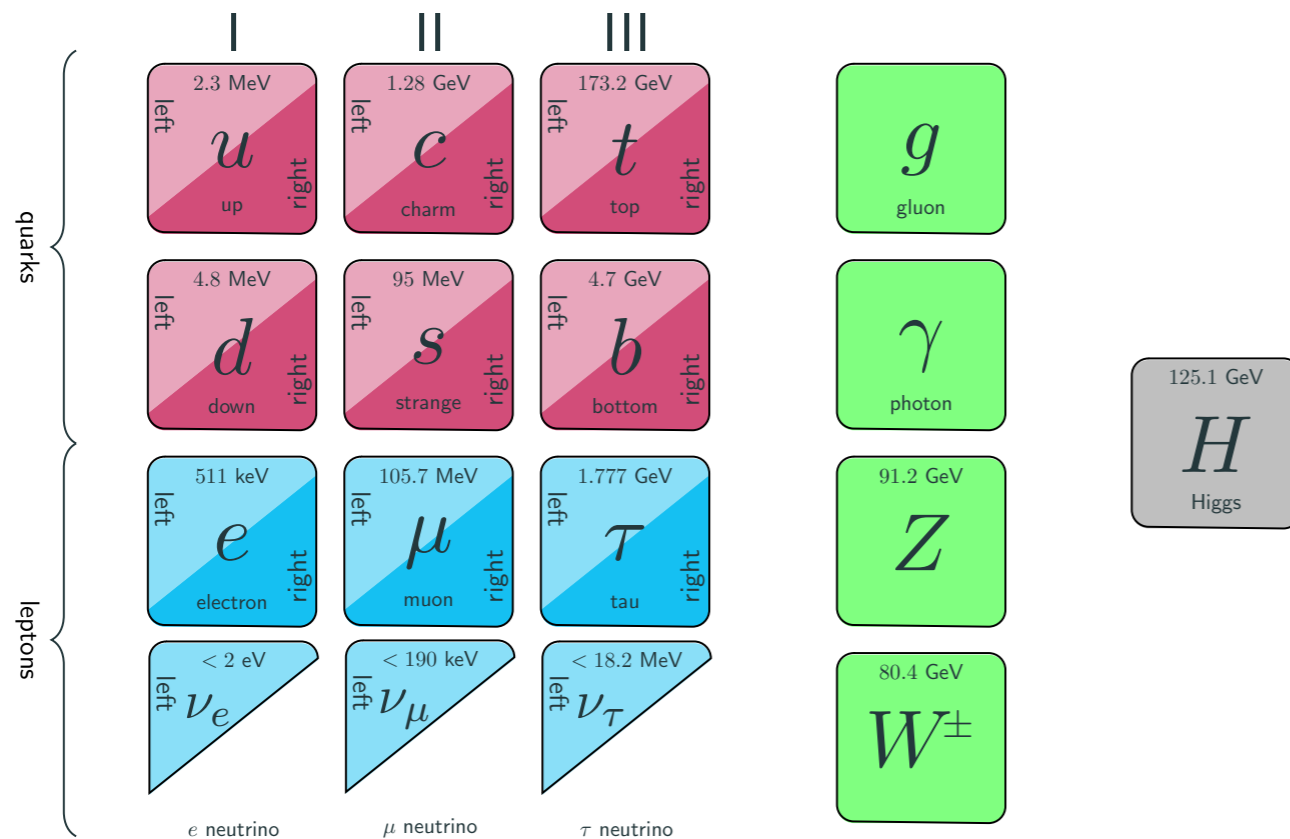 I II III
quarks
2.3 MeV
left
u
right
up
1.28 GeV
left
c
right
charm
173.2 GeV
left
t
right
top
g
gluon
4.8 MeV
left
d
right
down
95 MeV
left
s
right
strange
4.7 GeV
left
b
right
bottom
γ
photon
125.1 GeV
H
Higgs
leptons
511 keV
left
e
right
electron
105.7 MeV
left
μ
right
muon
1.777 GeV
left
τ
right
tau
91.2 GeV
Z
< 2 eV
left
ν_e
e neutrino
< 190 keV
left
ν_μ
μ neutrino
< 18.2 MeV
left
ν_τ
τ neutrino
80.4 GeV
W±